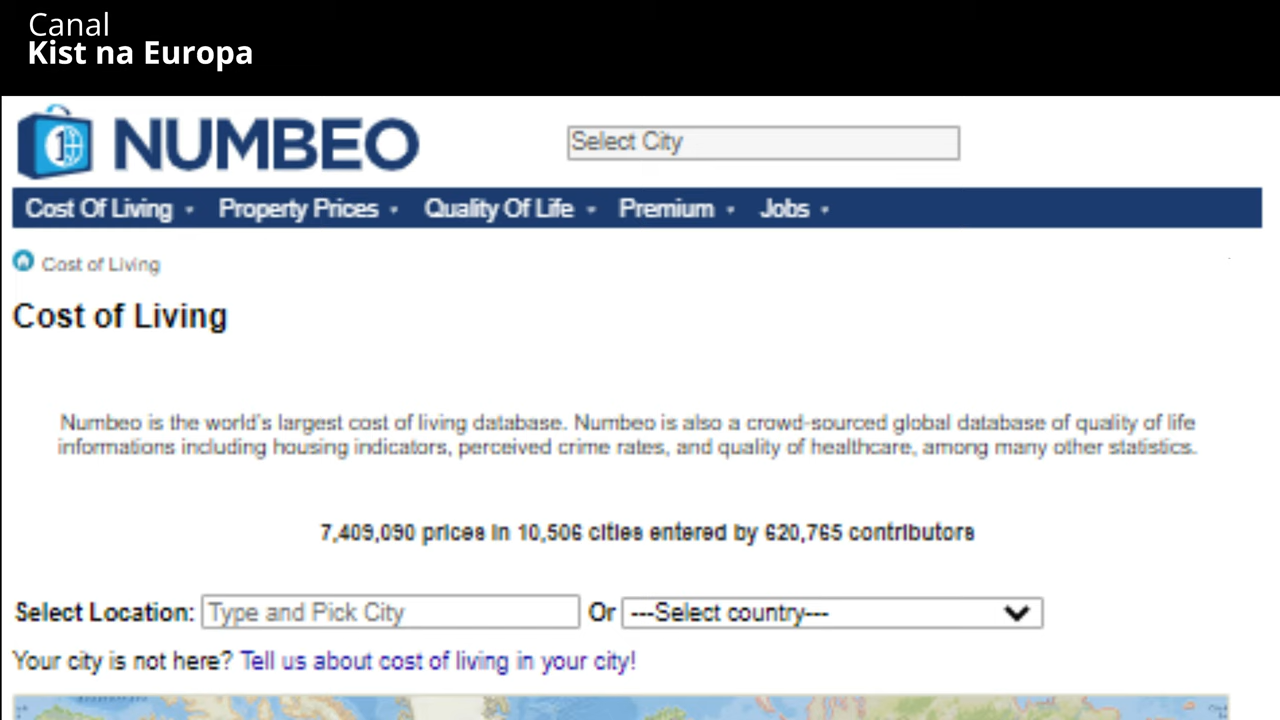 Canal
Kist na Europa
NUMBEO
Select City
Cost Of Living Property Prices Quality Of Life Premium Jobs
Cost of Living
Cost of Living
Numbeo is the world's largest cost of living database. Numbeo is also a crowd-sourced global database of quality of life
informations including housing indicators, perceived crime rates, and quality of healthcare, among many other statistics.
7,409,090 prices in 10,506 cities entered by 620,765 contributors
Select Location: Type and Pick City Or ---Select country---
Your city is not here? Tell us about cost of living in your city!